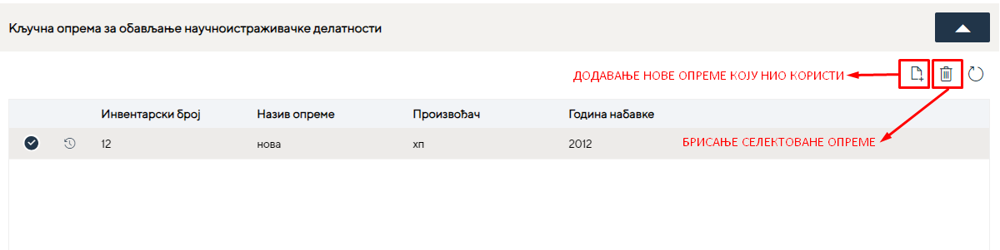 Кључна опрема за обављање научноистраживачке делатности
ДОДАВАЊЕ НОВЕ ОПРЕМЕ КОЈУ НИО КОРИСТИ
Инвентарски број Назив опреме Произвођач Година набавке
12 нова хп 2012
БРИСАЊЕ СЕЛЕКТОВАНЕ ОПРЕМЕ